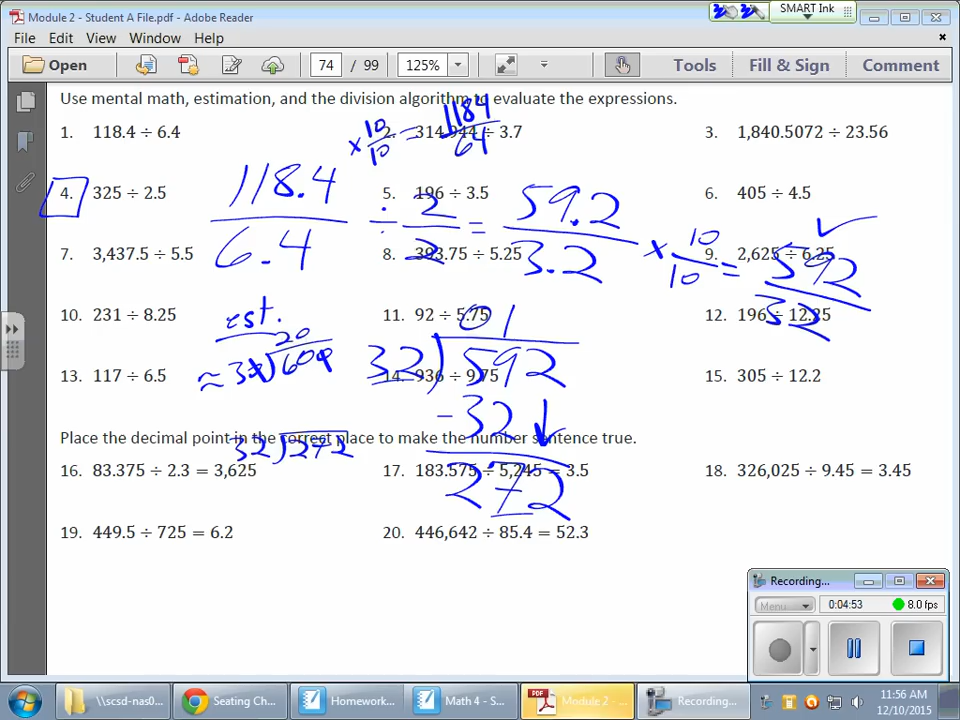 Module 2 - Student A File.pdf - Adobe Reader
SMART Ink
File Edit View Window Help
Open 74 / 99 125% Tools Fill & Sign Comment
Use mental math, estimation, and the division algorithm to evaluate the expressions.
1. 118.4 ÷ 6.4 2. 314.944 ÷ 3.7 3. 1,840.5072 ÷ 23.56
× 10/10 = 1184/64
4. 325 ÷ 2.5 5. 196 ÷ 3.5 6. 405 ÷ 4.5
118.4/6.4 ÷ 2/2 = 59.2/3.2 × 10/10 = 592/32
7. 3,437.5 ÷ 5.5 8. 393.75 ÷ 5.25 9. 2,625 ÷ 6.25
10. 231 ÷ 8.25 11. 92 ÷ 5.75 12. 196 ÷ 12.25
est.
20 01
≈ 600 32 592
13. 117 ÷ 6.5 14. 936 ÷ 9.75 15. 305 ÷ 12.2
- 32
Place the decimal point in the correct place to make the number sentence true.
32 272
16. 83.375 ÷ 2.3 = 3,625 17. 183.575 ÷ 5,245 = 3.5 18. 326,025 ÷ 9.45 = 3.45
272
19. 449.5 ÷ 725 = 6.2 20. 446,642 ÷ 85.4 = 52.3
Recording...
Menu 0:04:53 8.0 fps
\\scsd-nas0... Seating Ch... Homework... Math 4 - S... Module 2 -... Recording...
11:56 AM
12/10/2015